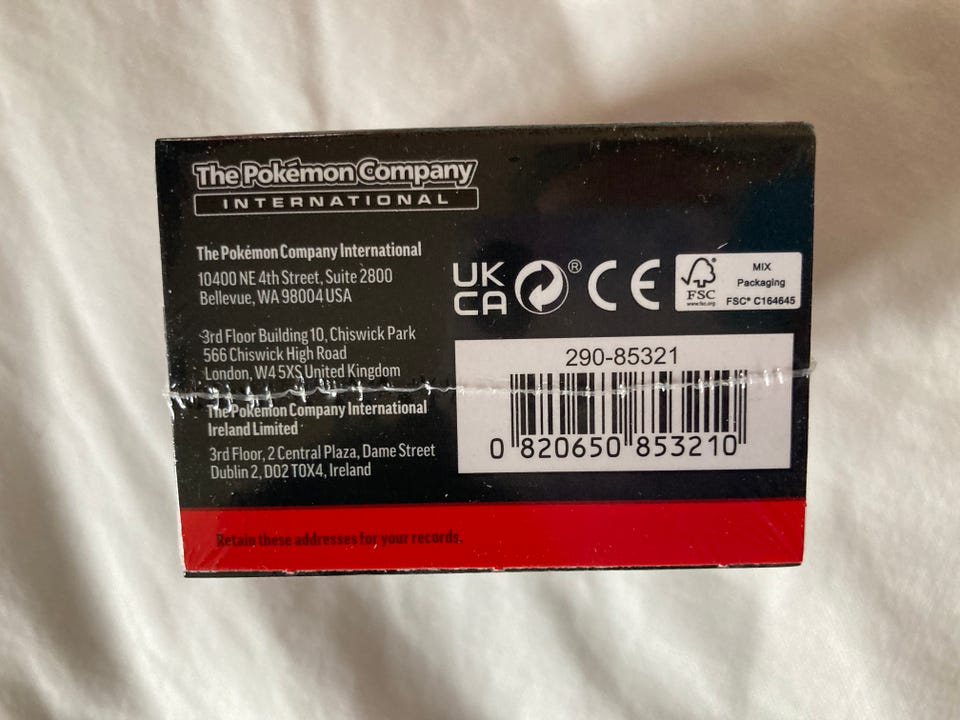 The Pokémon Company
INTERNATIONAL
The Pokémon Company International
10400 NE 4th Street, Suite 2800
Bellevue, WA 98004 USA
3rd Floor Building 10, Chiswick Park
566 Chiswick High Road
London, W4 5XS United Kingdom
The Pokémon Company International
Ireland Limited
3rd Floor, 2 Central Plaza, Dame Street
Dublin 2, D02 T0X4, Ireland
Retain these addresses for your records.
UK
CA
®
CE
FSC
www.fsc.org
MIX
Packaging
FSC® C164645
290-85321
0 820650 853210